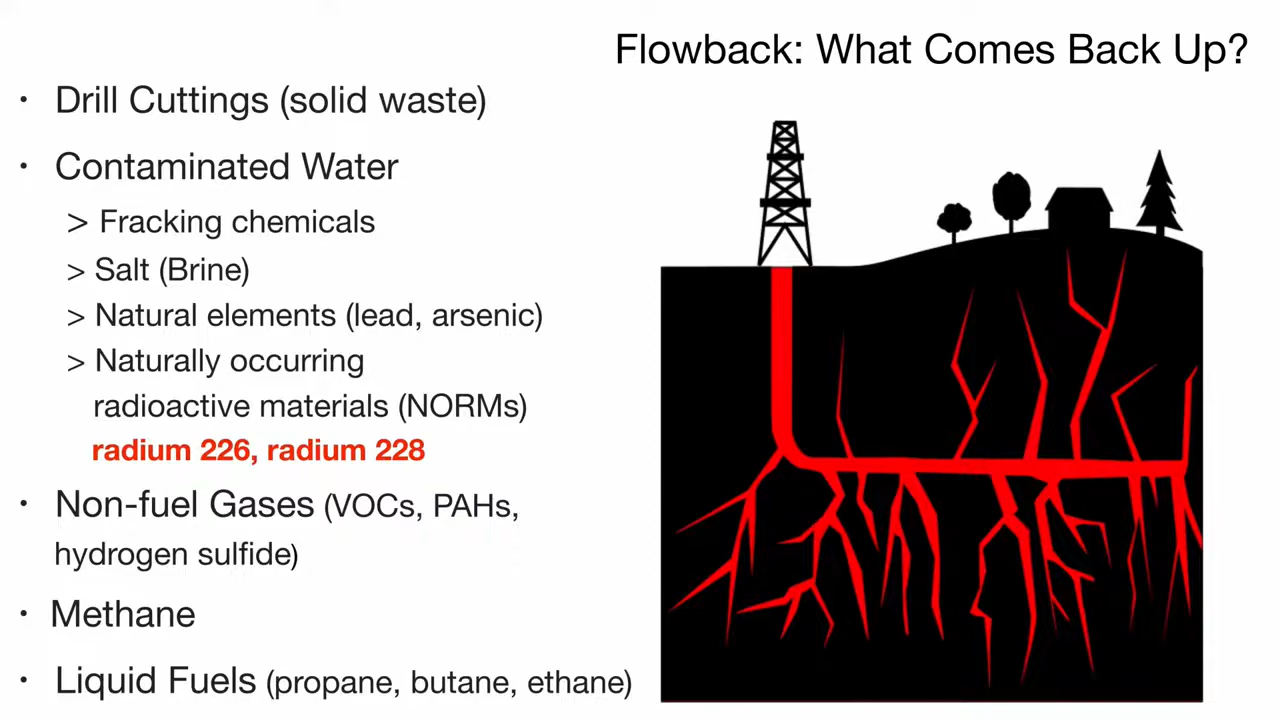 Flowback: What Comes Back Up?
· Drill Cuttings (solid waste)
· Contaminated Water
> Fracking chemicals
> Salt (Brine)
> Natural elements (lead, arsenic)
> Naturally occurring
radioactive materials (NORMs)
radium 226, radium 228
· Non-fuel Gases (VOCs, PAHs,
hydrogen sulfide)
· Methane
· Liquid Fuels (propane, butane, ethane)